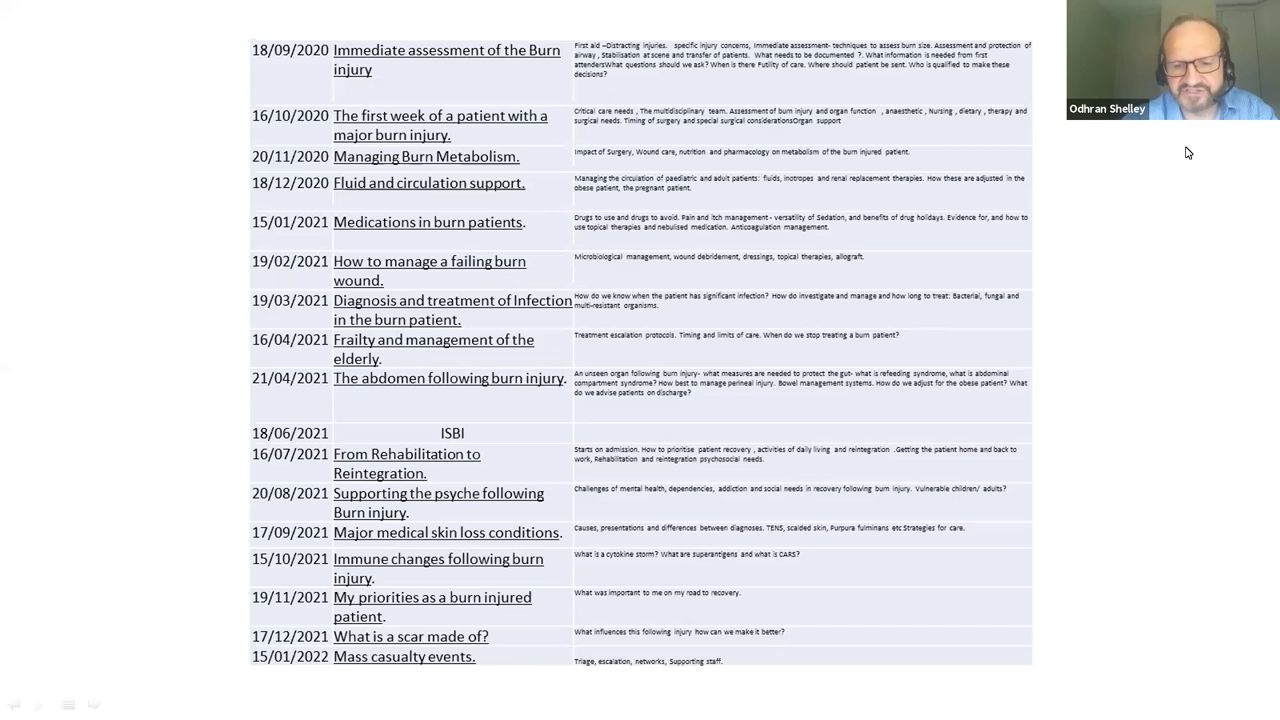 18/09/2020 Immediate assessment of the Burn
injury
First aid –Distracting injuries. specific injury concerns, Immediate assessment- techniques to assess burn size. Assessment and protection of
airway , Stabilisation at scene and transfer of patients. What needs to be documented ?. What information is needed from first
attendersWhat questions should we ask? When is there Futility of care. Where should patient be sent. Who is qualified to make these
decisions?
16/10/2020 The first week of a patient with a
major burn injury.
Critical care needs , The multidisciplinary team. Assessment of burn injury and organ function , anaesthetic , Nursing , dietary , therapy and
surgical needs. Timing of surgery and special surgical considerationsOrgan support
20/11/2020 Managing Burn Metabolism.
Impact of Surgery, Wound care, nutrition and pharmacology on metabolism of the burn injured patient.
18/12/2020 Fluid and circulation support.
Managing the circulation of paediatric and adult patients: fluids, inotropes and renal replacement therapies. How these are adjusted in the
obese patient, the pregnant patient.
15/01/2021 Medications in burn patients.
Drugs to use and drugs to avoid. Pain and itch management - versatility of Sedation, and benefits of drug holidays. Evidence for, and how to
use topical therapies and nebulised medication. Anticoagulation management.
19/02/2021 How to manage a failing burn
wound.
Microbiological management, wound debridement, dressings, topical therapies, allograft.
19/03/2021 Diagnosis and treatment of Infection
in the burn patient.
How do we know when the patient has significant infection? How do investigate and manage and how long to treat: Bacterial, fungal and
multi-resistant organisms.
16/04/2021 Frailty and management of the
elderly.
Treatment escalation protocols. Timing and limits of care. When do we stop treating a burn patient?
21/04/2021 The abdomen following burn injury.
An unseen organ following burn injury- what measures are needed to protect the gut- what is refeeding syndrome, what is abdominal
compartment syndrome? How best to manage perineal injury. Bowel management systems. How do we adjust for the obese patient? What
do we advise patients on discharge?
18/06/2021 ISBI
16/07/2021 From Rehabilitation to
Reintegration.
Starts on admission. How to prioritise patient recovery , activities of daily living and reintegration .Getting the patient home and back to
work, Rehabilitation and reintegration psychosocial needs.
20/08/2021 Supporting the psyche following
Burn injury.
Challenges of mental health, dependencies, addiction and social needs in recovery following burn injury. Vulnerable children/ adults?
17/09/2021 Major medical skin loss conditions.
Causes, presentations and differences between diagnoses. TENS, scalded skin, Purpura fulminans etc Strategies for care.
15/10/2021 Immune changes following burn
injury.
What is a cytokine storm? What are superantigens and what is CARS?
19/11/2021 My priorities as a burn injured
patient.
What was important to me on my road to recovery.
17/12/2021 What is a scar made of?
What influences this following injury how can we make it better?
15/01/2022 Mass casualty events.
Triage, escalation, networks, Supporting staff.
Odhran Shelley